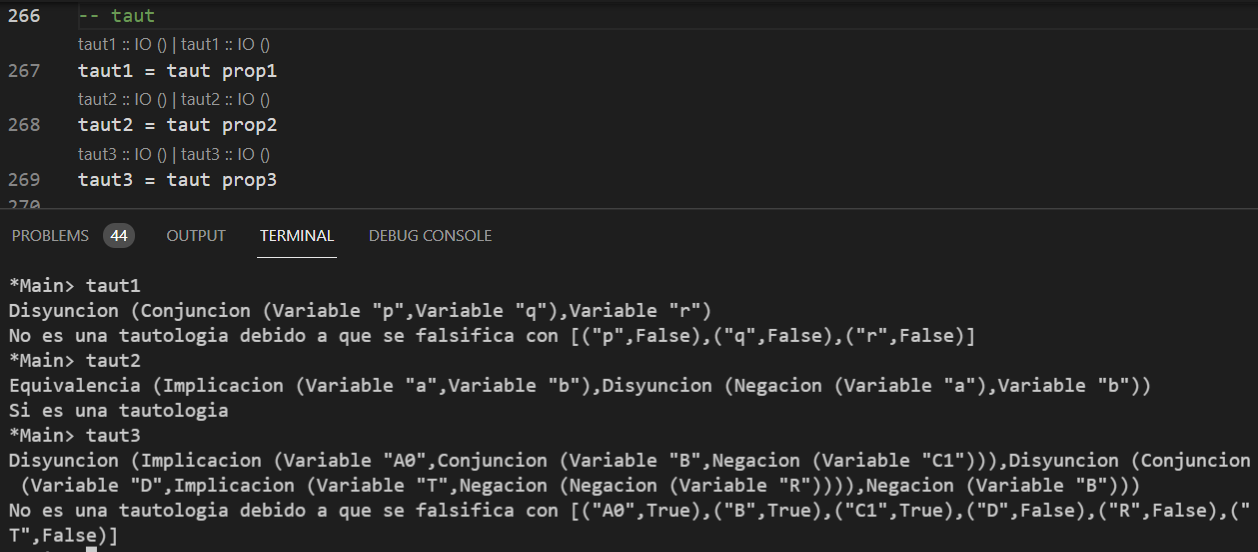 266 -- taut
taut1 :: IO () | taut1 :: IO ()
267 taut1 = taut prop1
taut2 :: IO () | taut2 :: IO ()
268 taut2 = taut prop2
taut3 :: IO () | taut3 :: IO ()
269 taut3 = taut prop3
270
PROBLEMS 44 OUTPUT TERMINAL DEBUG CONSOLE
*Main> taut1
Disyuncion (Conjuncion (Variable "p",Variable "q"),Variable "r")
No es una tautologia debido a que se falsifica con [("p",False),("q",False),("r",False)]
*Main> taut2
Equivalencia (Implicacion (Variable "a",Variable "b"),Disyuncion (Negacion (Variable "a"),Variable "b"))
Si es una tautologia
*Main> taut3
Disyuncion (Implicacion (Variable "A0",Conjuncion (Variable "B",Negacion (Variable "C1"))),Disyuncion (Conjuncion
(Variable "D",Implicacion (Variable "T",Negacion (Negacion (Variable "R")))),Negacion (Variable "B")))
No es una tautologia debido a que se falsifica con [("A0",True),("B",True),("C1",True),("D",False),("R",False),("
T",False)]